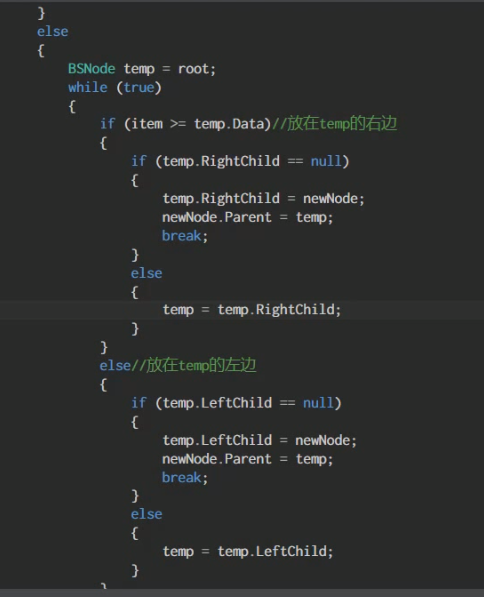 }
else
{
BSNode temp = root;
while (true)
{
if (item >= temp.Data)//放在temp的右边
{
if (temp.RightChild == null)
{
temp.RightChild = newNode;
newNode.Parent = temp;
break;
}
else
{
temp = temp.RightChild;
}
}
else//放在temp的左边
{
if (temp.LeftChild == null)
{
temp.LeftChild = newNode;
newNode.Parent = temp;
break;
}
else
{
temp = temp.LeftChild;
}
}